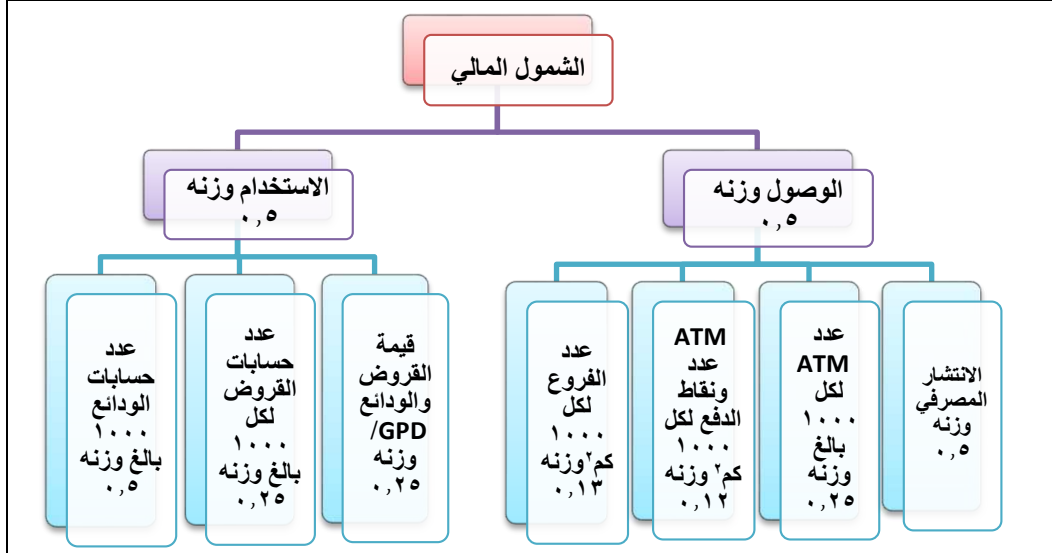 الشمول المالي
الوصول وزنه
٠,٥
الاستخدام وزنه
٠,٥
الانتشار
المصرفي
وزنه
٠,٥
عدد
ATM
لكل
١٠٠٠
بالغ
وزنه
٠,٢٥
ATM
عدد
ونقاط
الدفع لكل
١٠٠٠
كم٢ وزنه
٠,١٢
عدد
الفروع
لكل
١٠٠٠
كم٢وزنه
٠,١٣
قيمة
القروض
والودائع
/GPD
وزنه
٠,٢٥
عدد
حسابات
القروض
لكل
١٠٠٠
بالغ وزنه
٠,٢٥
عدد
حسابات
الودائع
١٠٠٠
بالغ وزنه
٠,٥